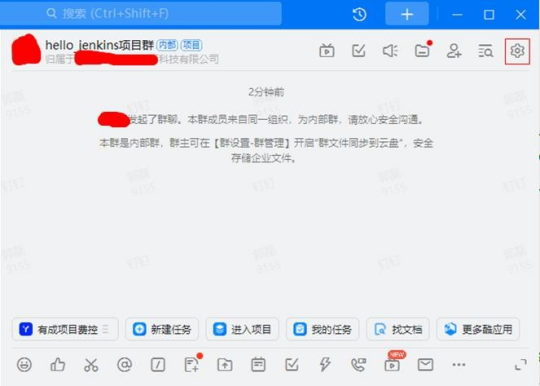 搜索 (Ctrl+Shift+F)
hello_jenkins项目群 内部 项目
归属于 科技有限公司
2分钟前
发起了群聊。本群成员来自同一组织，为内部群，请放心安全沟通。
本群是内部群，群主可在【群设置-群管理】开启“群文件同步到云盘”，安全
存储企业文件。
有成项目费控 新建任务 进入项目 我的任务 找文档 更多酷应用
NEW